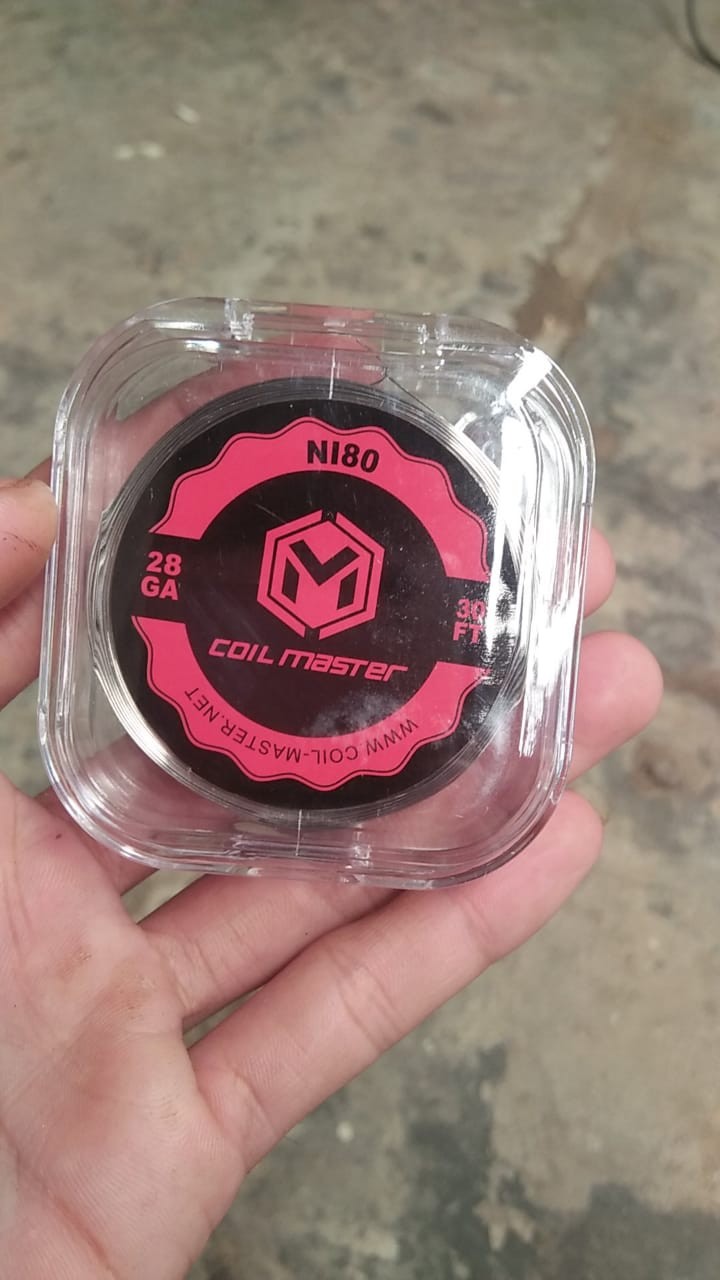 NI80
28
GA
30
FT
COIL MASTER
WWW.COIL-MASTER.NET